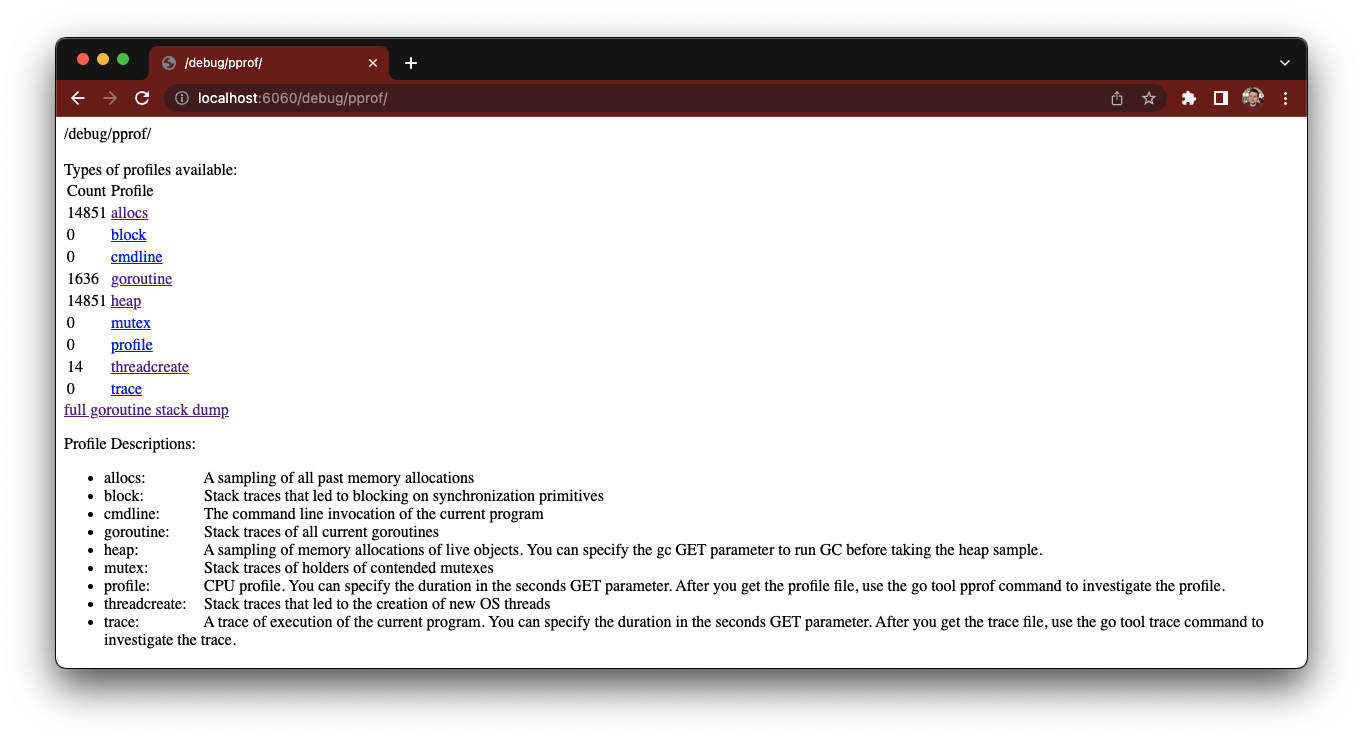 /debug/pprof/
localhost:6060/debug/pprof/
/debug/pprof/
Types of profiles available:
Count Profile
14851 allocs
0 block
0 cmdline
1636 goroutine
14851 heap
0 mutex
0 profile
14 threadcreate
0 trace
full goroutine stack dump
Profile Descriptions:
allocs: A sampling of all past memory allocations
block: Stack traces that led to blocking on synchronization primitives
cmdline: The command line invocation of the current program
goroutine: Stack traces of all current goroutines
heap: A sampling of memory allocations of live objects. You can specify the gc GET parameter to run GC before taking the heap sample.
mutex: Stack traces of holders of contended mutexes
profile: CPU profile. You can specify the duration in the seconds GET parameter. After you get the profile file, use the go tool pprof command to investigate the profile.
threadcreate: Stack traces that led to the creation of new OS threads
trace: A trace of execution of the current program. You can specify the duration in the seconds GET parameter. After you get the trace file, use the go tool trace command to
investigate the trace.